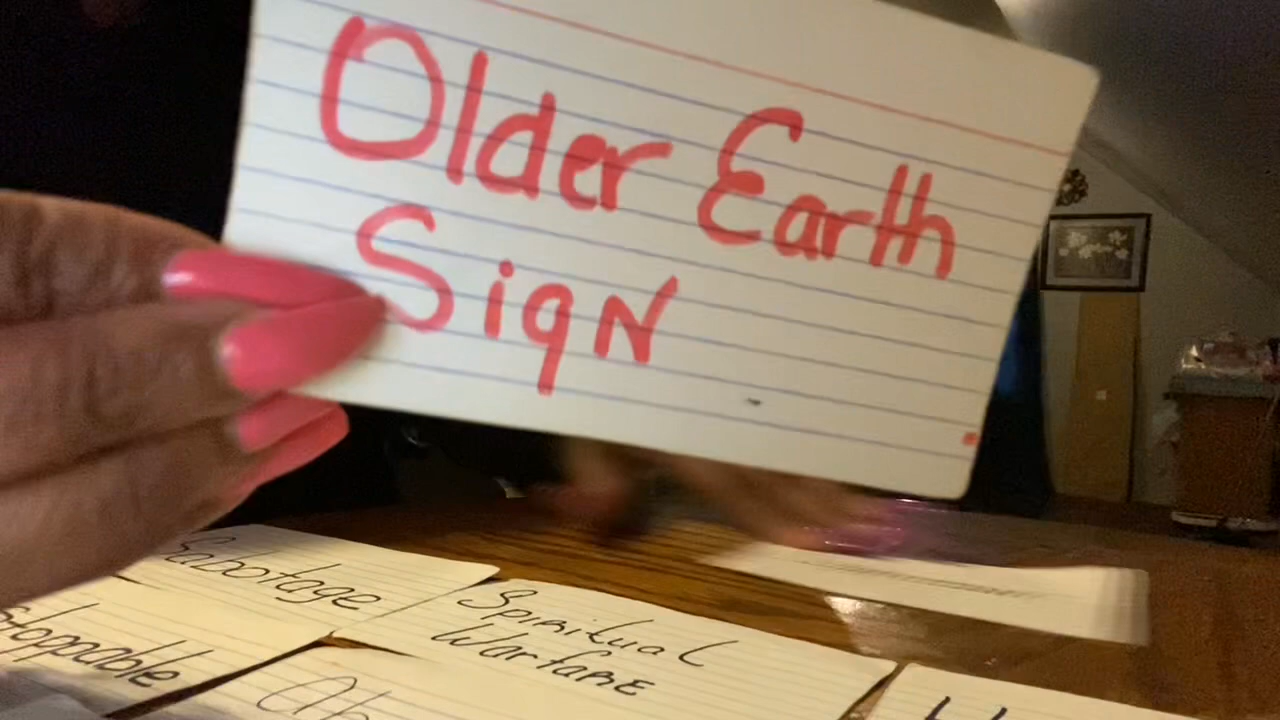 Older Earth
Sign
Sabotage
Spiritual
Warfare
stoppable